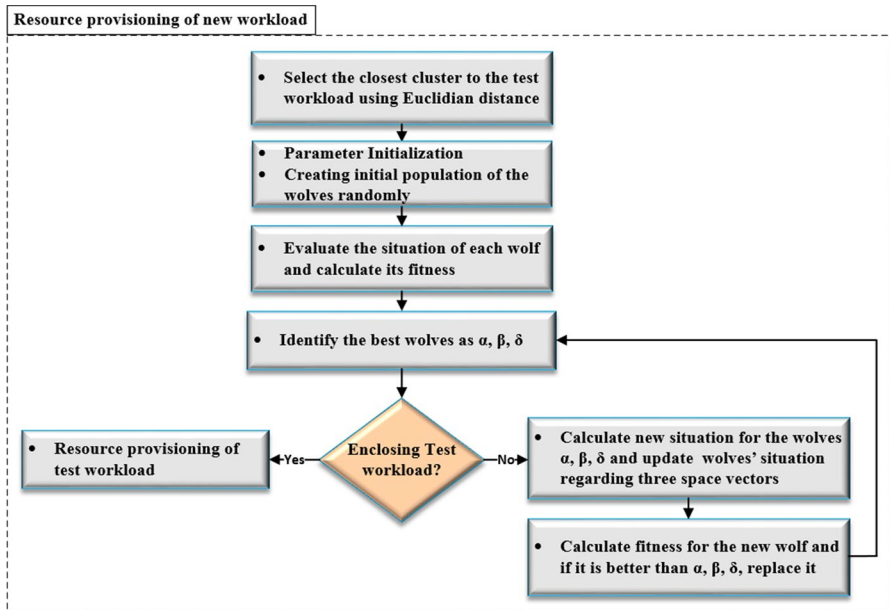 Resource provisioning of new workload
• Select the closest cluster to the test
workload using Euclidian distance
• Parameter Initialization
• Creating initial population of the
wolves randomly
• Evaluate the situation of each wolf
and calculate its fitness
• Identify the best wolves as α, β, δ
Enclosing Test
workload?
Yes
• Resource provisioning of
test workload
No
• Calculate new situation for the wolves
α, β, δ and update wolves' situation
regarding three space vectors
• Calculate fitness for the new wolf and
if it is better than α, β, δ, replace it